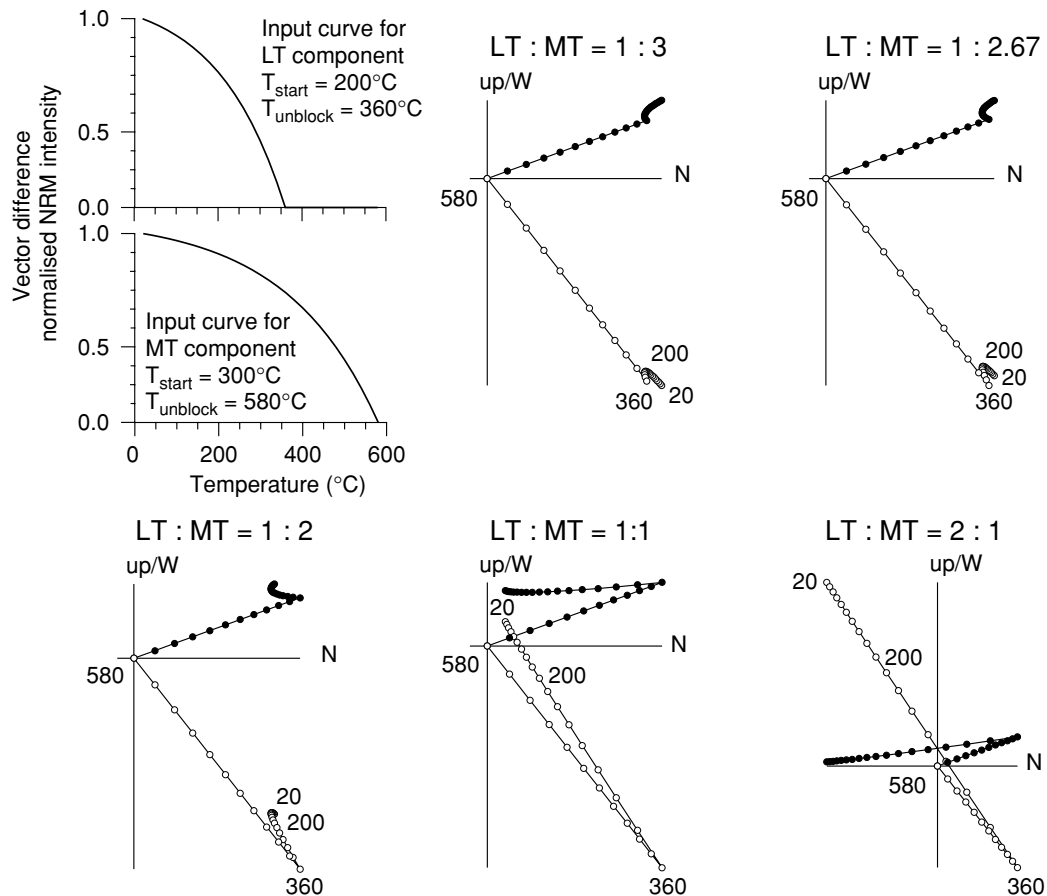 Vector difference
normalised NRM intensity
1.0
0.5
0.0
Input curve for
LT component
T_start = 200°C
T_unblock = 360°C
1.0
0.5
0.0
Input curve for
MT component
T_start = 300°C
T_unblock = 580°C
0 200 400 600
Temperature (°C)
LT : MT = 1 : 3
up/W
N
580
200
20
360
LT : MT = 1 : 2.67
up/W
N
580
200
20
360
LT : MT = 1 : 2
up/W
N
580
20
200
360
LT : MT = 1:1
up/W
20
N
580
200
360
LT : MT = 2 : 1
up/W
20
200
N
580
360